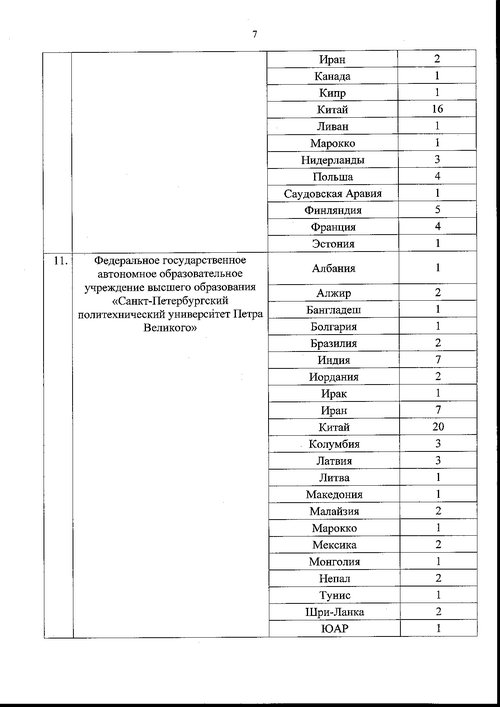 7
Иран 2
Канада 1
Кипр 1
Китай 16
Ливан 1
Марокко 1
Нидерланды 3
Польша 4
Саудовская Аравия 1
Финляндия 5
Франция 4
Эстония 1
11. Федеральное государственное
автономное образовательное
учреждение высшего образования
«Санкт-Петербургский
политехнический университет Петра
Великого»
Албания 1
Алжир 2
Бангладеш 1
Болгария 1
Бразилия 2
Индия 7
Иордания 2
Ирак 1
Иран 7
Китай 20
Колумбия 3
Латвия 3
Литва 1
Македония 1
Малайзия 2
Марокко 1
Мексика 2
Монголия 1
Непал 2
Тунис 1
Шри-Ланка 2
ЮАР 1